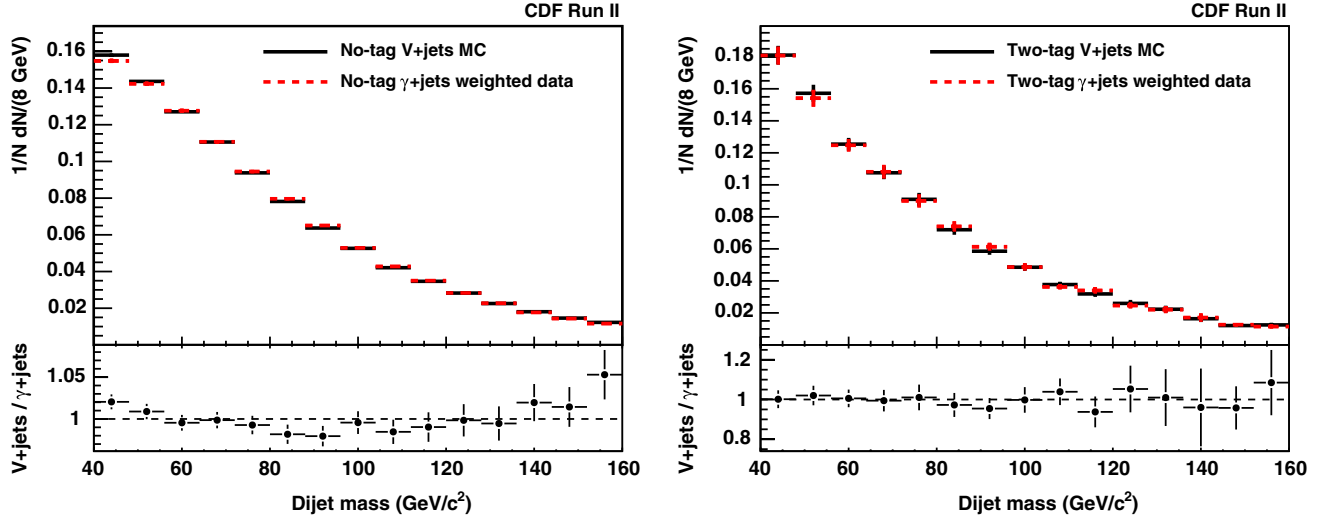 CDF Run II
1/N dN/(8 GeV)
0.16
0.14
0.12
0.1
0.08
0.06
0.04
0.02
No-tag V+jets MC
No-tag γ+jets weighted data
V+jets / γ+jets
1.05
1
40 60 80 100 120 140 160
Dijet mass (GeV/c²)
CDF Run II
1/N dN/(8 GeV)
0.18
0.16
0.14
0.12
0.1
0.08
0.06
0.04
0.02
Two-tag V+jets MC
Two-tag γ+jets weighted data
V+jets / γ+jets
1.2
1
0.8
40 60 80 100 120 140 160
Dijet mass (GeV/c²)